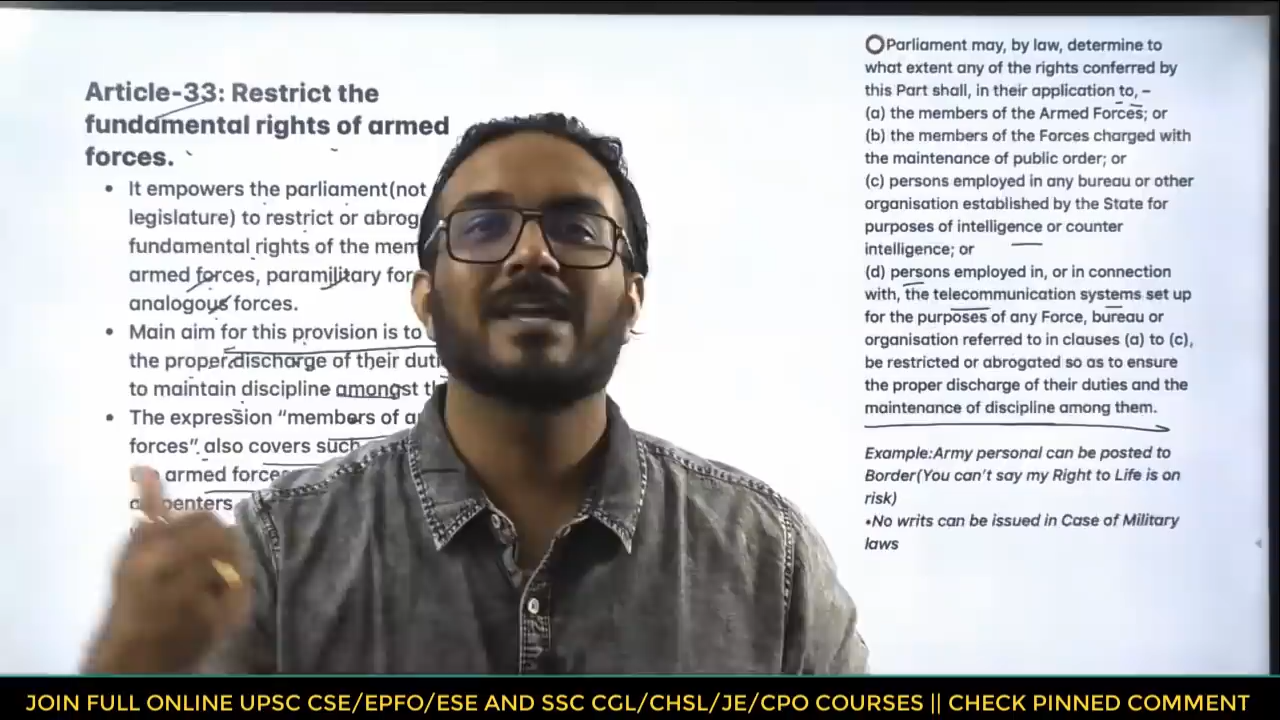 Article-33: Restrict the
fundamental rights of armed
forces.
• It empowers the parliament(not
legislature) to restrict or abrog
fundamental rights of the mem
armed forces, paramilitary for
analogous forces.
• Main aim for this provision is to
the proper discharge of their duti
to maintain discipline amongst th
• The expression “members of a
forces” also covers such
armed force
penters
Parliament may, by law, determine to
what extent any of the rights conferred by
this Part shall, in their application to, –
(a) the members of the Armed Forces; or
(b) the members of the Forces charged with
the maintenance of public order; or
(c) persons employed in any bureau or other
organisation established by the State for
purposes of intelligence or counter
intelligence; or
(d) persons employed in, or in connection
with, the telecommunication systems set up
for the purposes of any Force, bureau or
organisation referred to in clauses (a) to (c),
be restricted or abrogated so as to ensure
the proper discharge of their duties and the
maintenance of discipline among them.
Example:Army personal can be posted to
Border(You can't say my Right to Life is on
risk)
•No writs can be issued in Case of Military
laws
JOIN FULL ONLINE UPSC CSE/EPFO/ESE AND SSC CGL/CHSL/JE/CPO COURSES || CHECK PINNED COMMENT